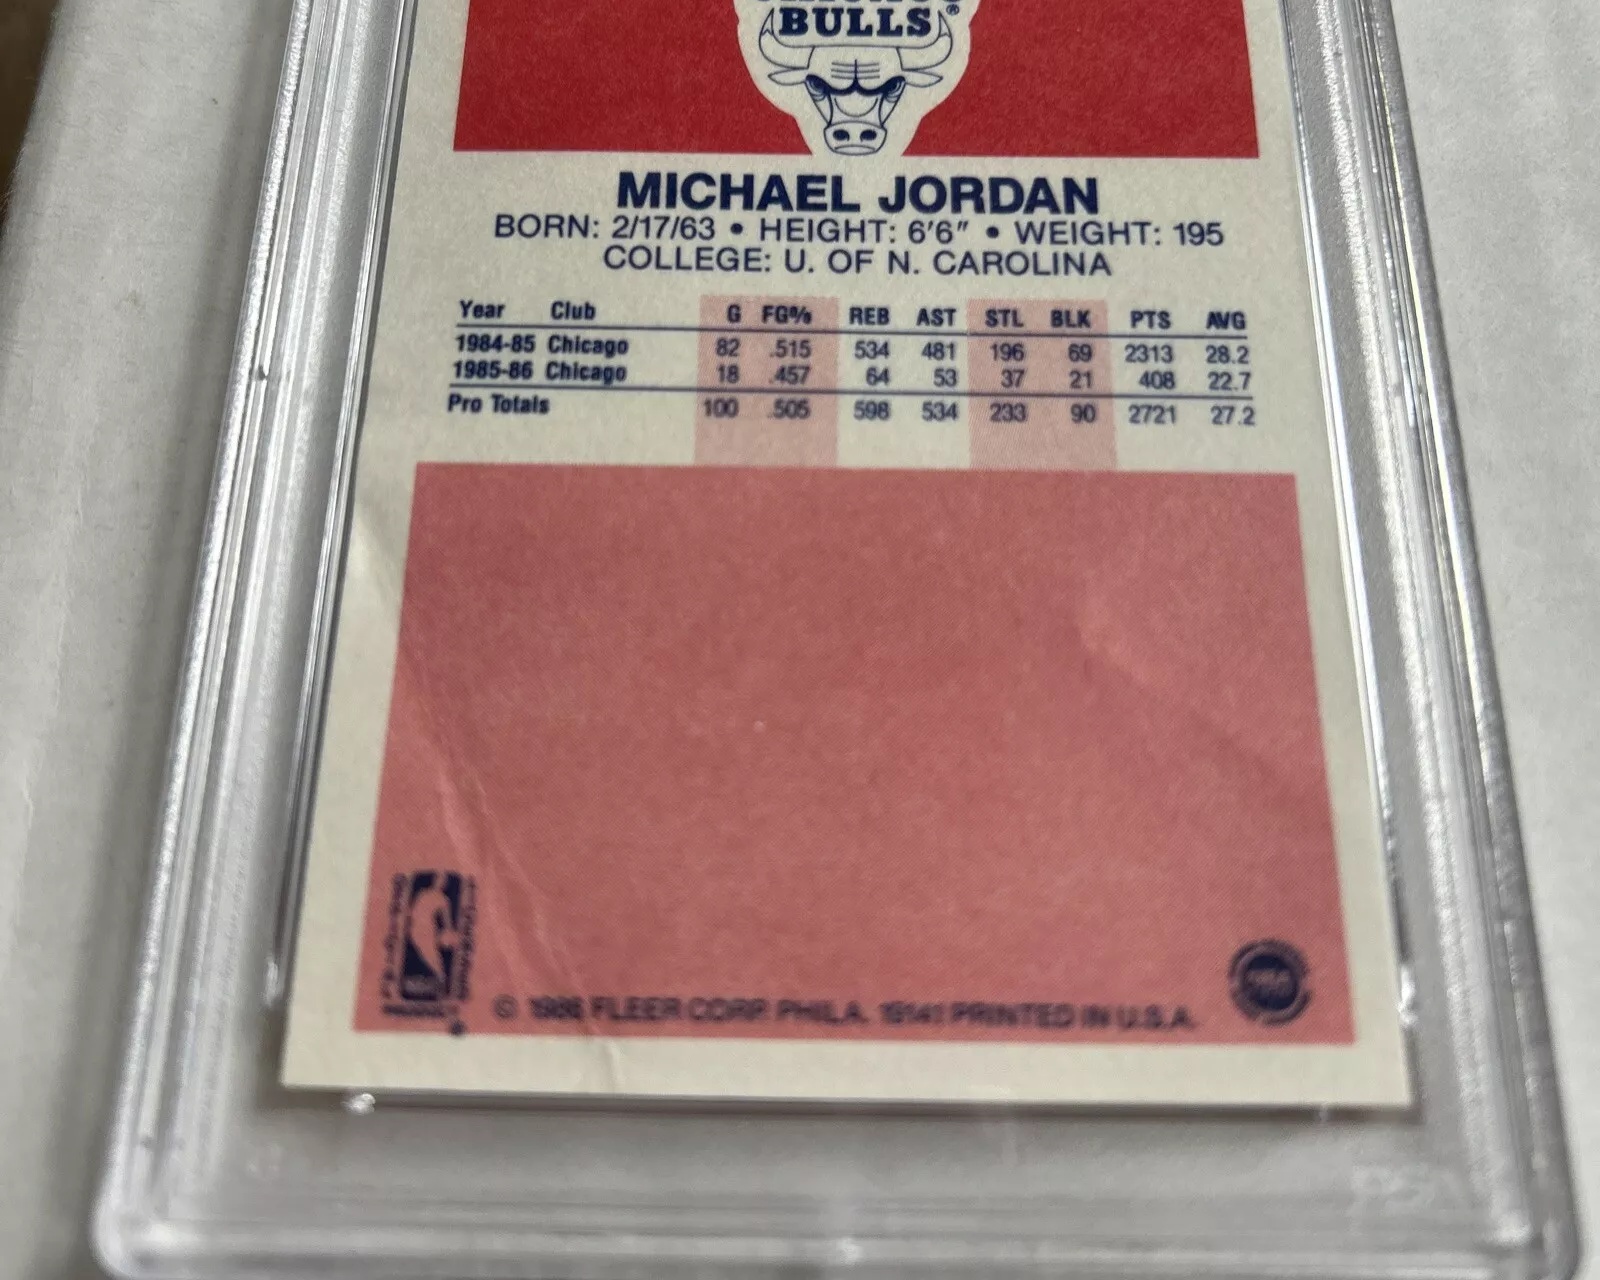 BULLS®
MICHAEL JORDAN
BORN: 2/17/63 • HEIGHT: 6'6" • WEIGHT: 195
COLLEGE: U. OF N. CAROLINA
Year Club G FG% REB AST STL BLK PTS AVG
1984-85 Chicago 82 .515 534 481 196 69 2313 28.2
1985-86 Chicago 18 .457 64 53 37 21 408 22.7
Pro Totals 100 .505 598 534 233 90 2721 27.2
PRODUCT ®
© 1986 FLEER CORP. PHILA. 19141 PRINTED IN U.S.A.
PSA